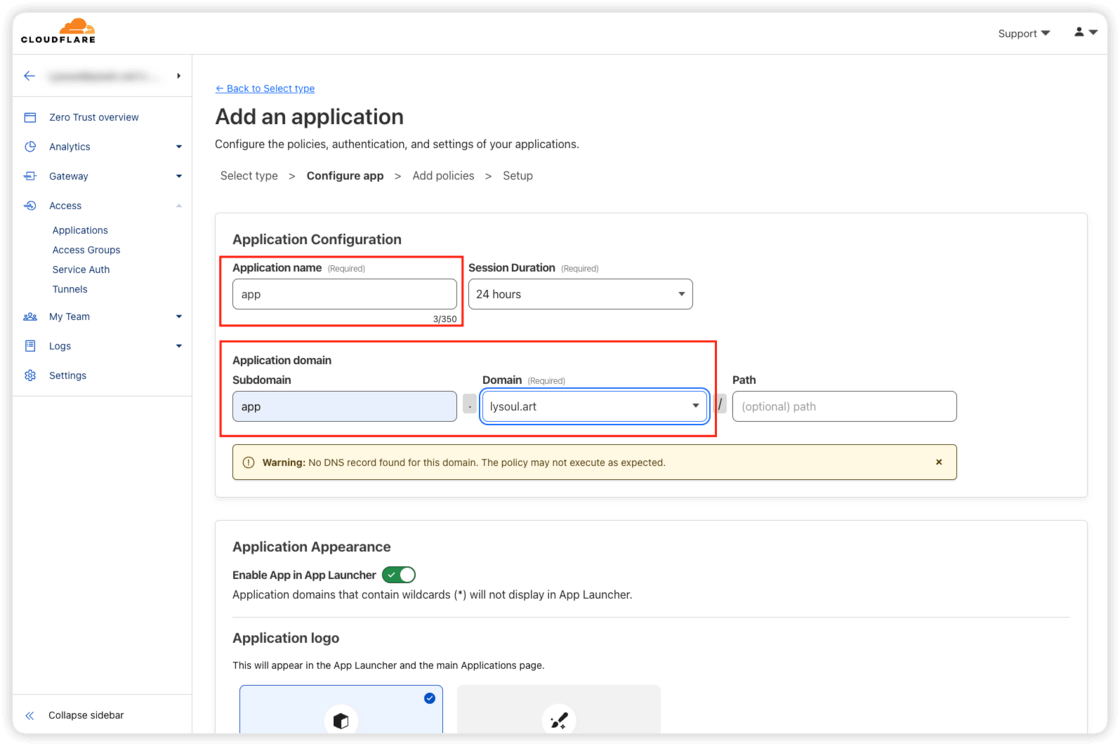 CLOUDFLARE
Support
Zero Trust overview
Analytics
Gateway
Access
Applications
Access Groups
Service Auth
Tunnels
My Team
Logs
Settings
Collapse sidebar
← Back to Select type
Add an application
Configure the policies, authentication, and settings of your applications.
Select type > Configure app > Add policies > Setup
Application Configuration
Application name (Required) Session Duration (Required)
app 24 hours
3/350
Application domain
Subdomain Domain (Required) Path
app . lysoul.art / (optional) path
Warning: No DNS record found for this domain. The policy may not execute as expected. ×
Application Appearance
Enable App in App Launcher
Application domains that contain wildcards (*) will not display in App Launcher.
Application logo
This will appear in the App Launcher and the main Applications page.